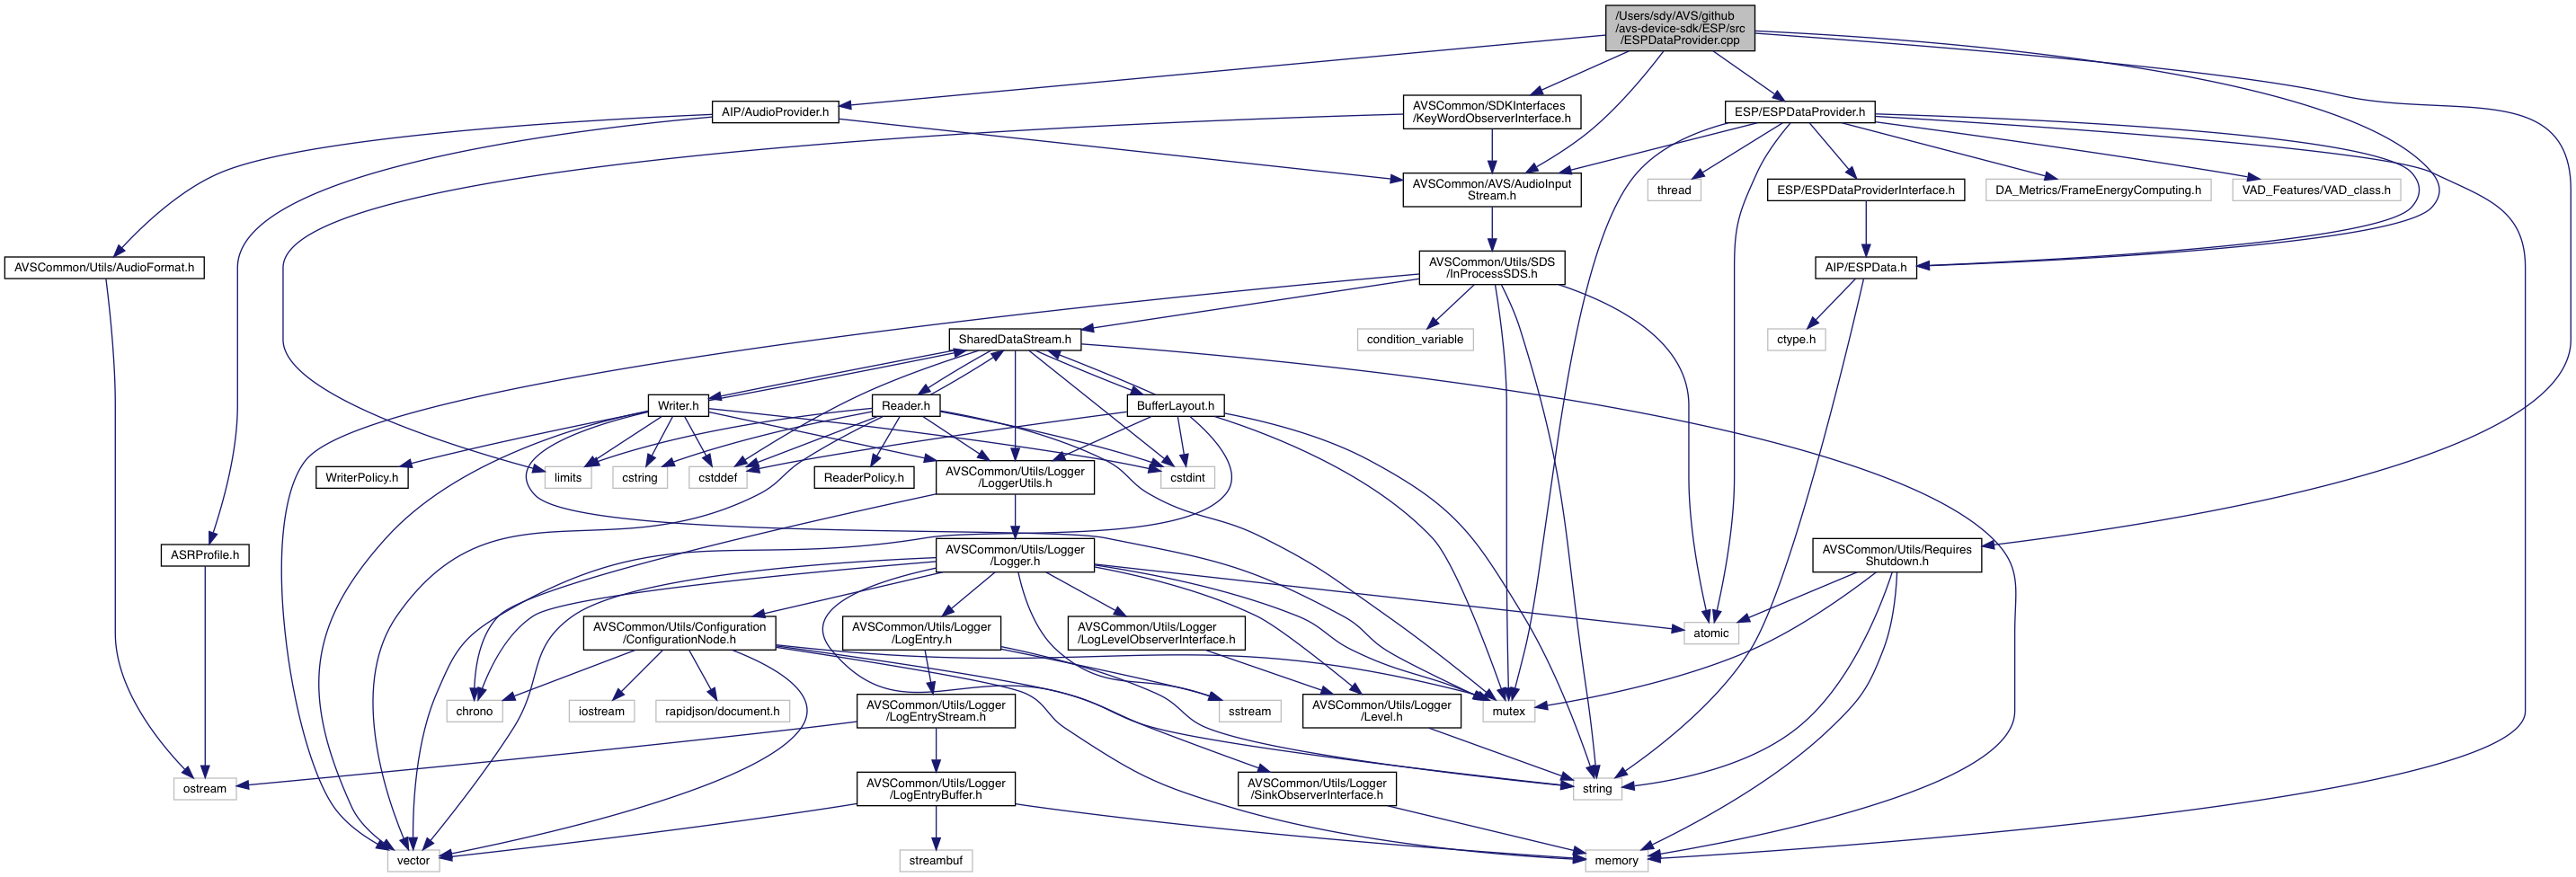 /Users/sdy/AVS/github
/avs-device-sdk/ESP/src
/ESPDataProvider.cpp
AIP/AudioProvider.h
AVSCommon/SDKInterfaces
/KeyWordObserverInterface.h
ESP/ESPDataProvider.h
AVSCommon/AVS/AudioInput
Stream.h
thread
ESP/ESPDataProviderInterface.h
DA_Metrics/FrameEnergyComputing.h
VAD_Features/VAD_class.h
AVSCommon/Utils/AudioFormat.h
AVSCommon/Utils/SDS
/InProcessSDS.h
AIP/ESPData.h
SharedDataStream.h
condition_variable
ctype.h
Writer.h
Reader.h
BufferLayout.h
WriterPolicy.h
limits
cstring
cstddef
ReaderPolicy.h
AVSCommon/Utils/Logger
/LoggerUtils.h
cstdint
ASRProfile.h
AVSCommon/Utils/Logger
/Logger.h
AVSCommon/Utils/Requires
Shutdown.h
AVSCommon/Utils/Configuration
/ConfigurationNode.h
AVSCommon/Utils/Logger
/LogEntry.h
AVSCommon/Utils/Logger
/LogLevelObserverInterface.h
atomic
chrono
iostream
rapidjson/document.h
AVSCommon/Utils/Logger
/LogEntryStream.h
sstream
AVSCommon/Utils/Logger
/Level.h
mutex
ostream
AVSCommon/Utils/Logger
/LogEntryBuffer.h
AVSCommon/Utils/Logger
/SinkObserverInterface.h
string
vector
streambuf
memory